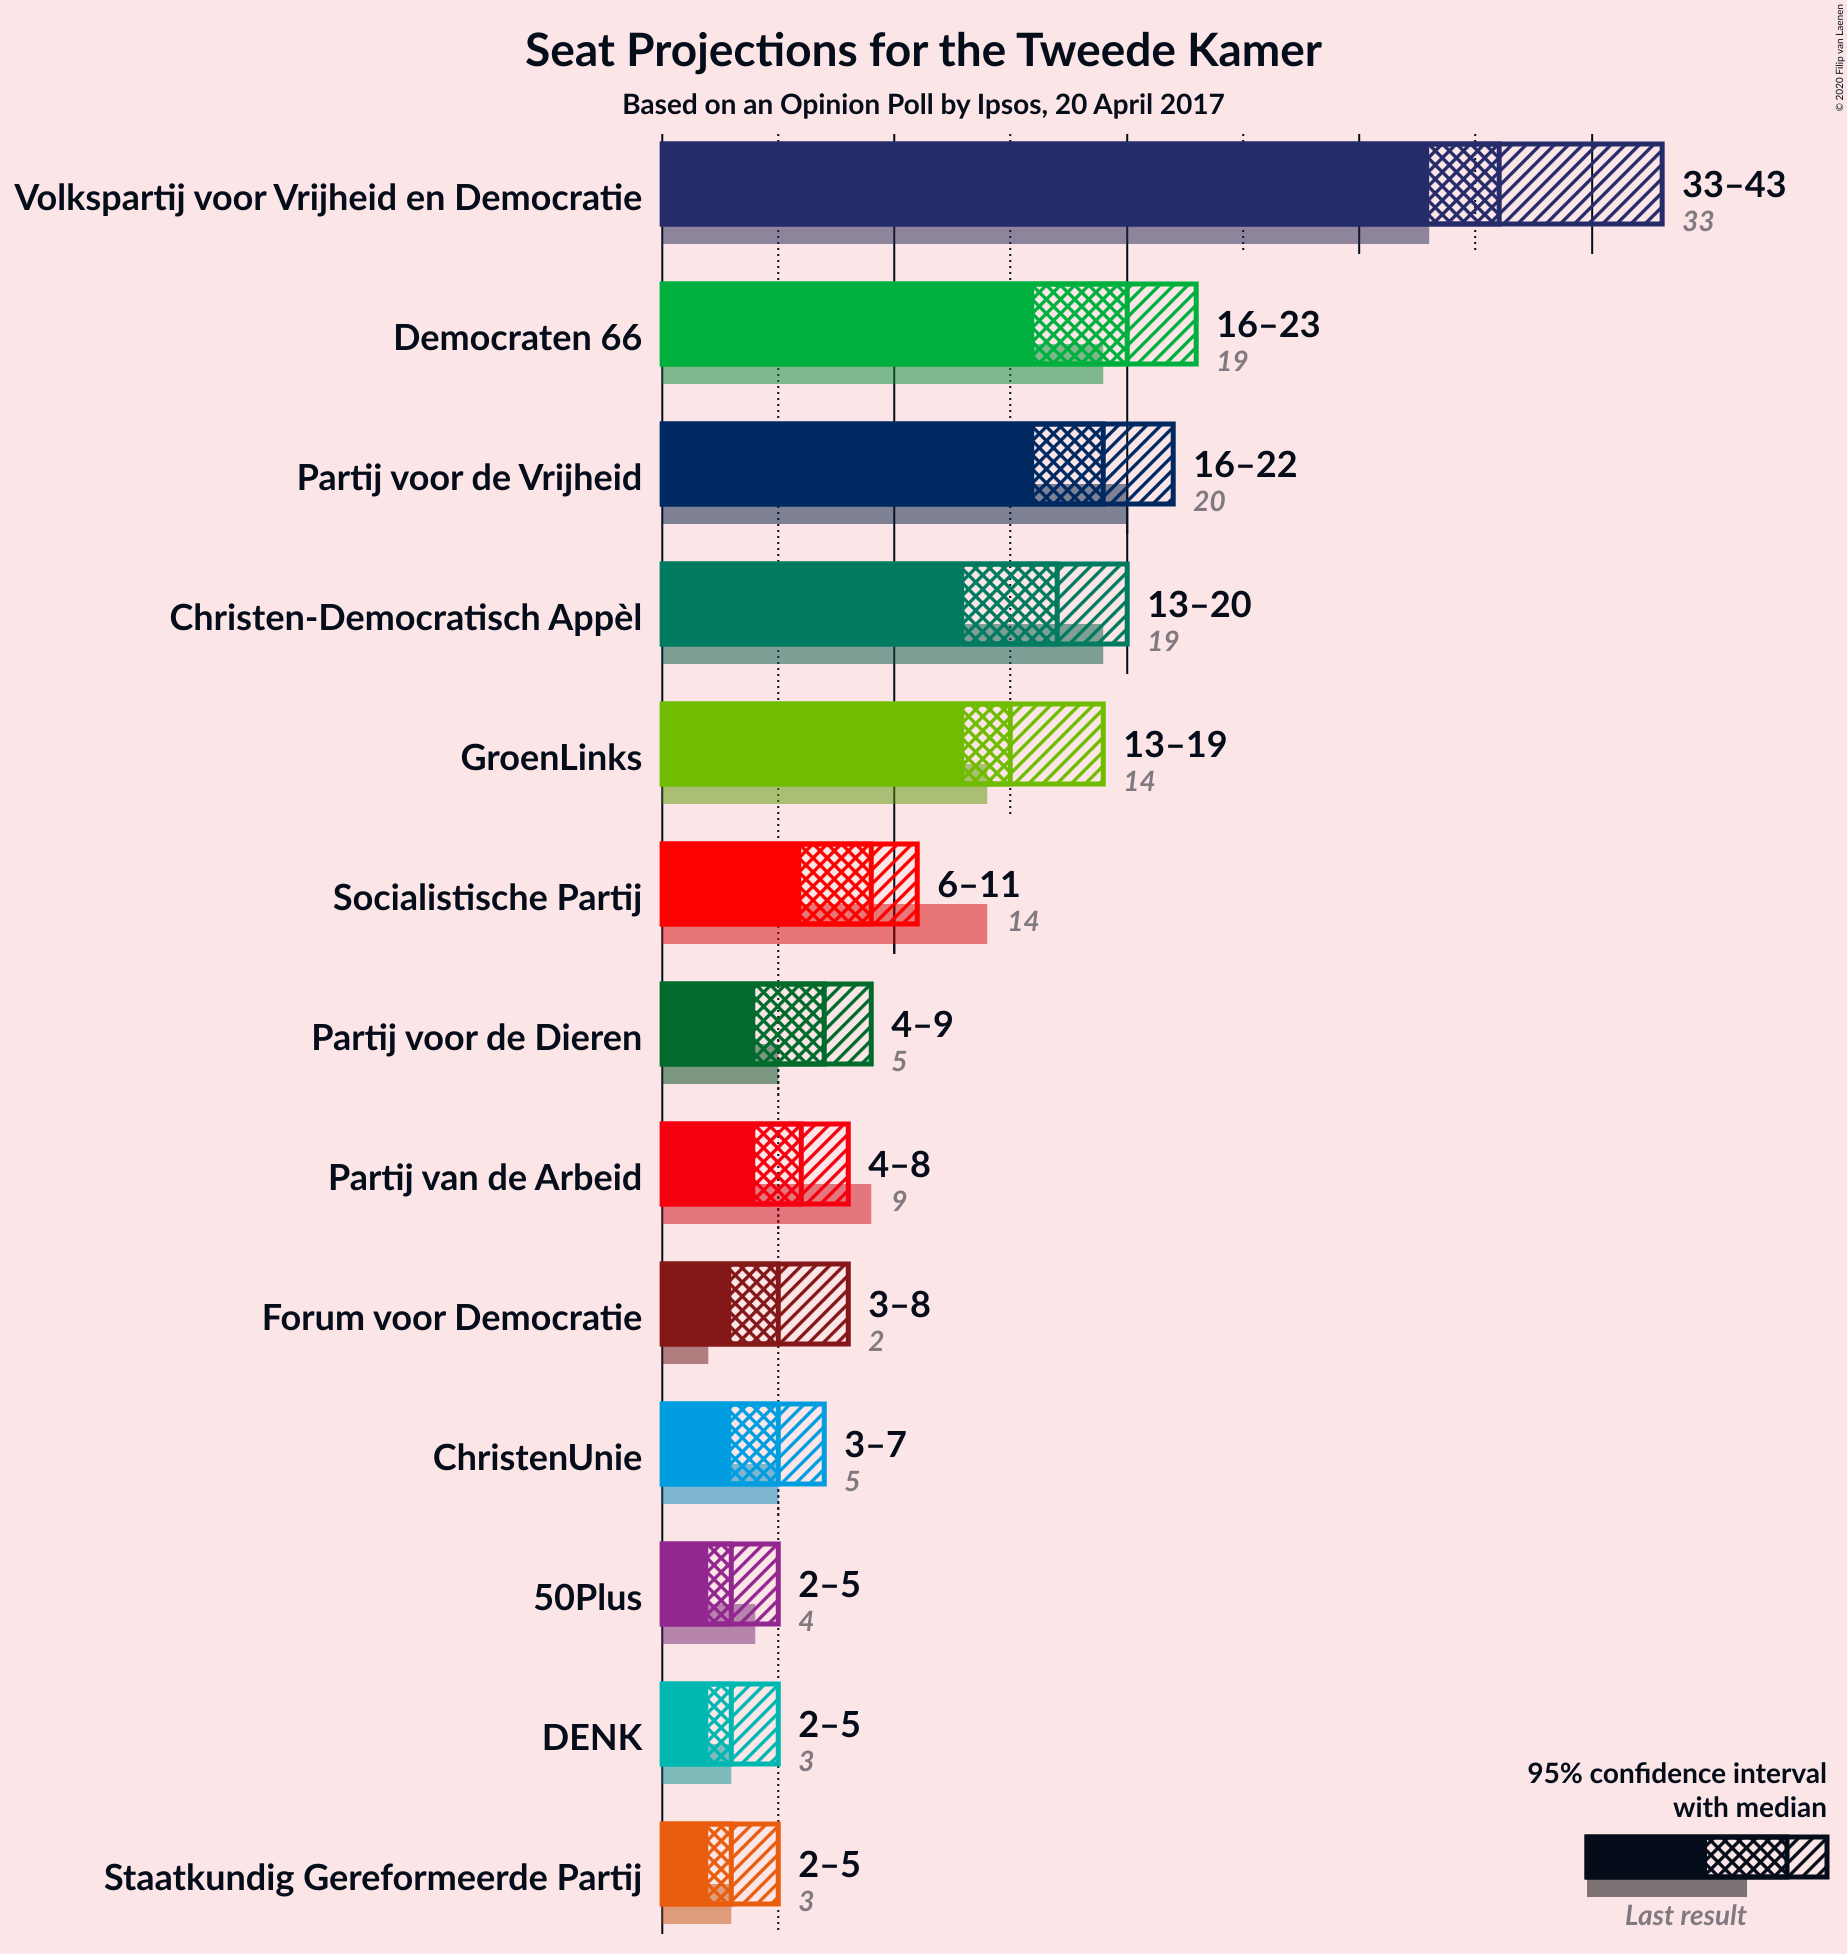 Seat Projections for the Tweede Kamer
Based on an Opinion Poll by Ipsos, 20 April 2017
© 2020 Filip van Laenen
Volkspartij voor Vrijheid en Democratie
33–43
33
Democraten 66
16–23
19
Partij voor de Vrijheid
16–22
20
Christen-Democratisch Appèl
13–20
19
GroenLinks
13–19
14
Socialistische Partij
6–11
14
Partij voor de Dieren
4–9
5
Partij van de Arbeid
4–8
9
Forum voor Democratie
3–8
2
ChristenUnie
3–7
5
50Plus
2–5
4
DENK
2–5
3
Staatkundig Gereformeerde Partij
2–5
3
95% confidence interval
with median
Last result